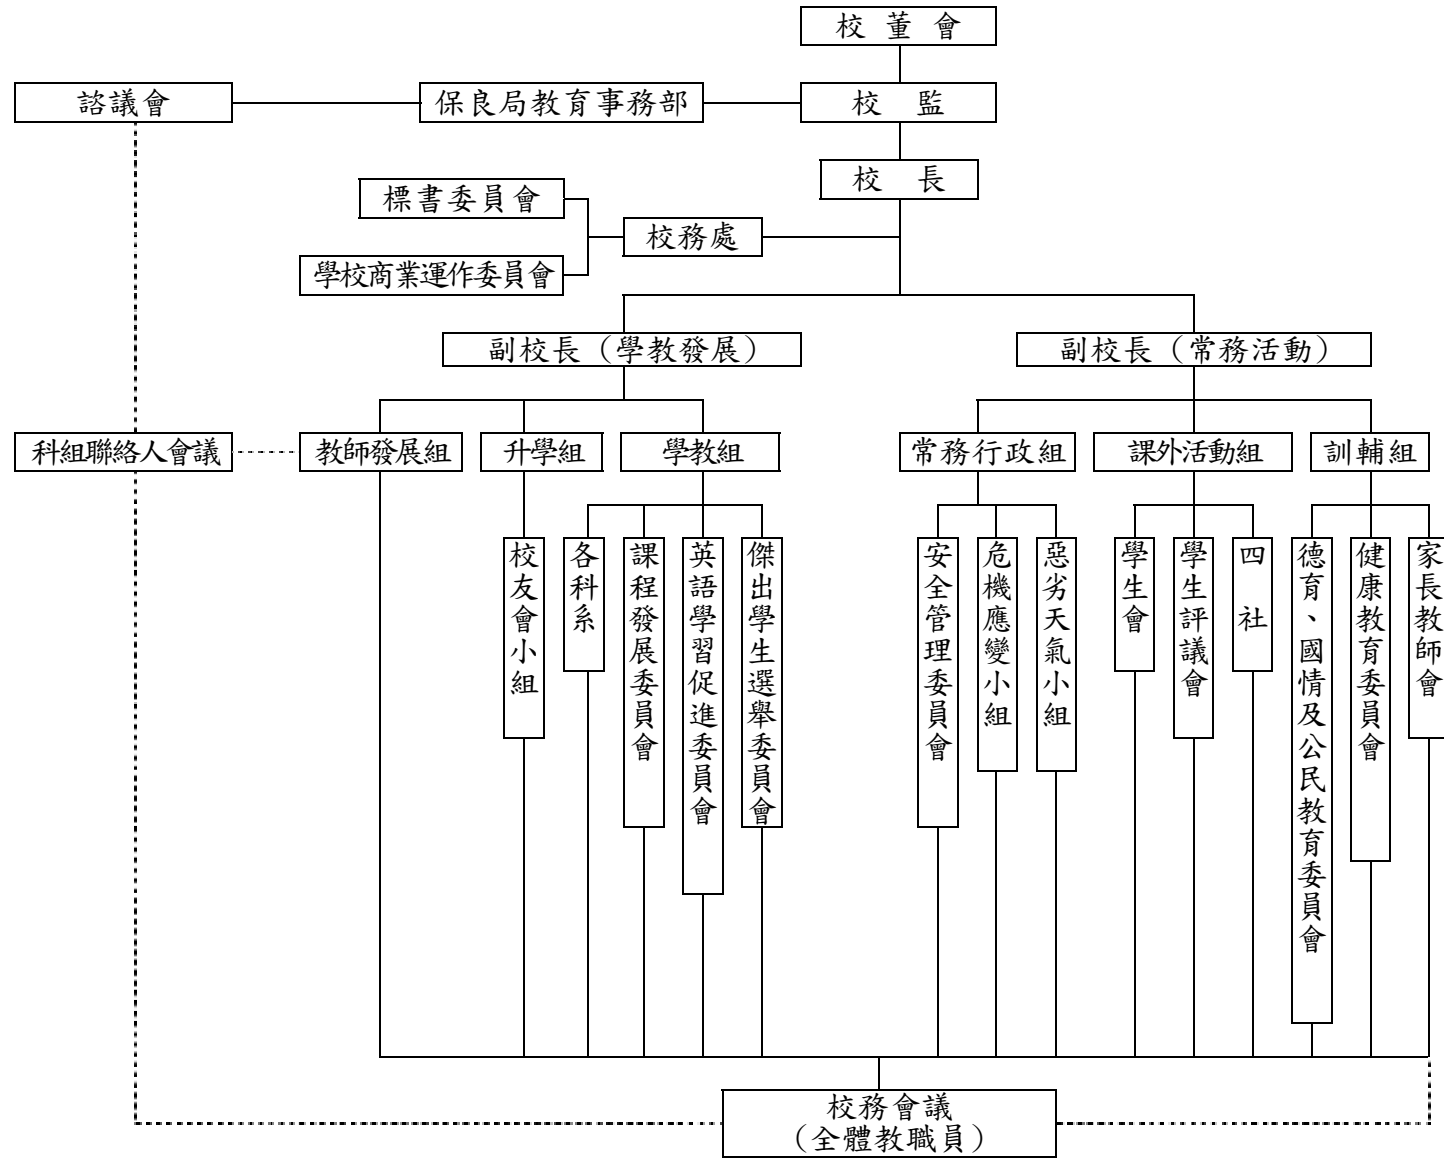 校董會
諮議會
保良局教育事務部
校監
校長
標書委員會
校務處
學校商業運作委員會
副校長（學教發展）
副校長（常務活動）
科組聯絡人會議
教師發展組
升學組
學教組
常務行政組
課外活動組
訓輔組
校友會小組
各科系
課程發展委員會
英語學習促進委員會
傑出學生選舉委員會
安全管理委員會
危機應變小組
惡劣天氣小組
學生會
學生評議會
四社
德育、國情及公民教育委員會
健康教育委員會
家長教師會
校務會議
（全體教職員）